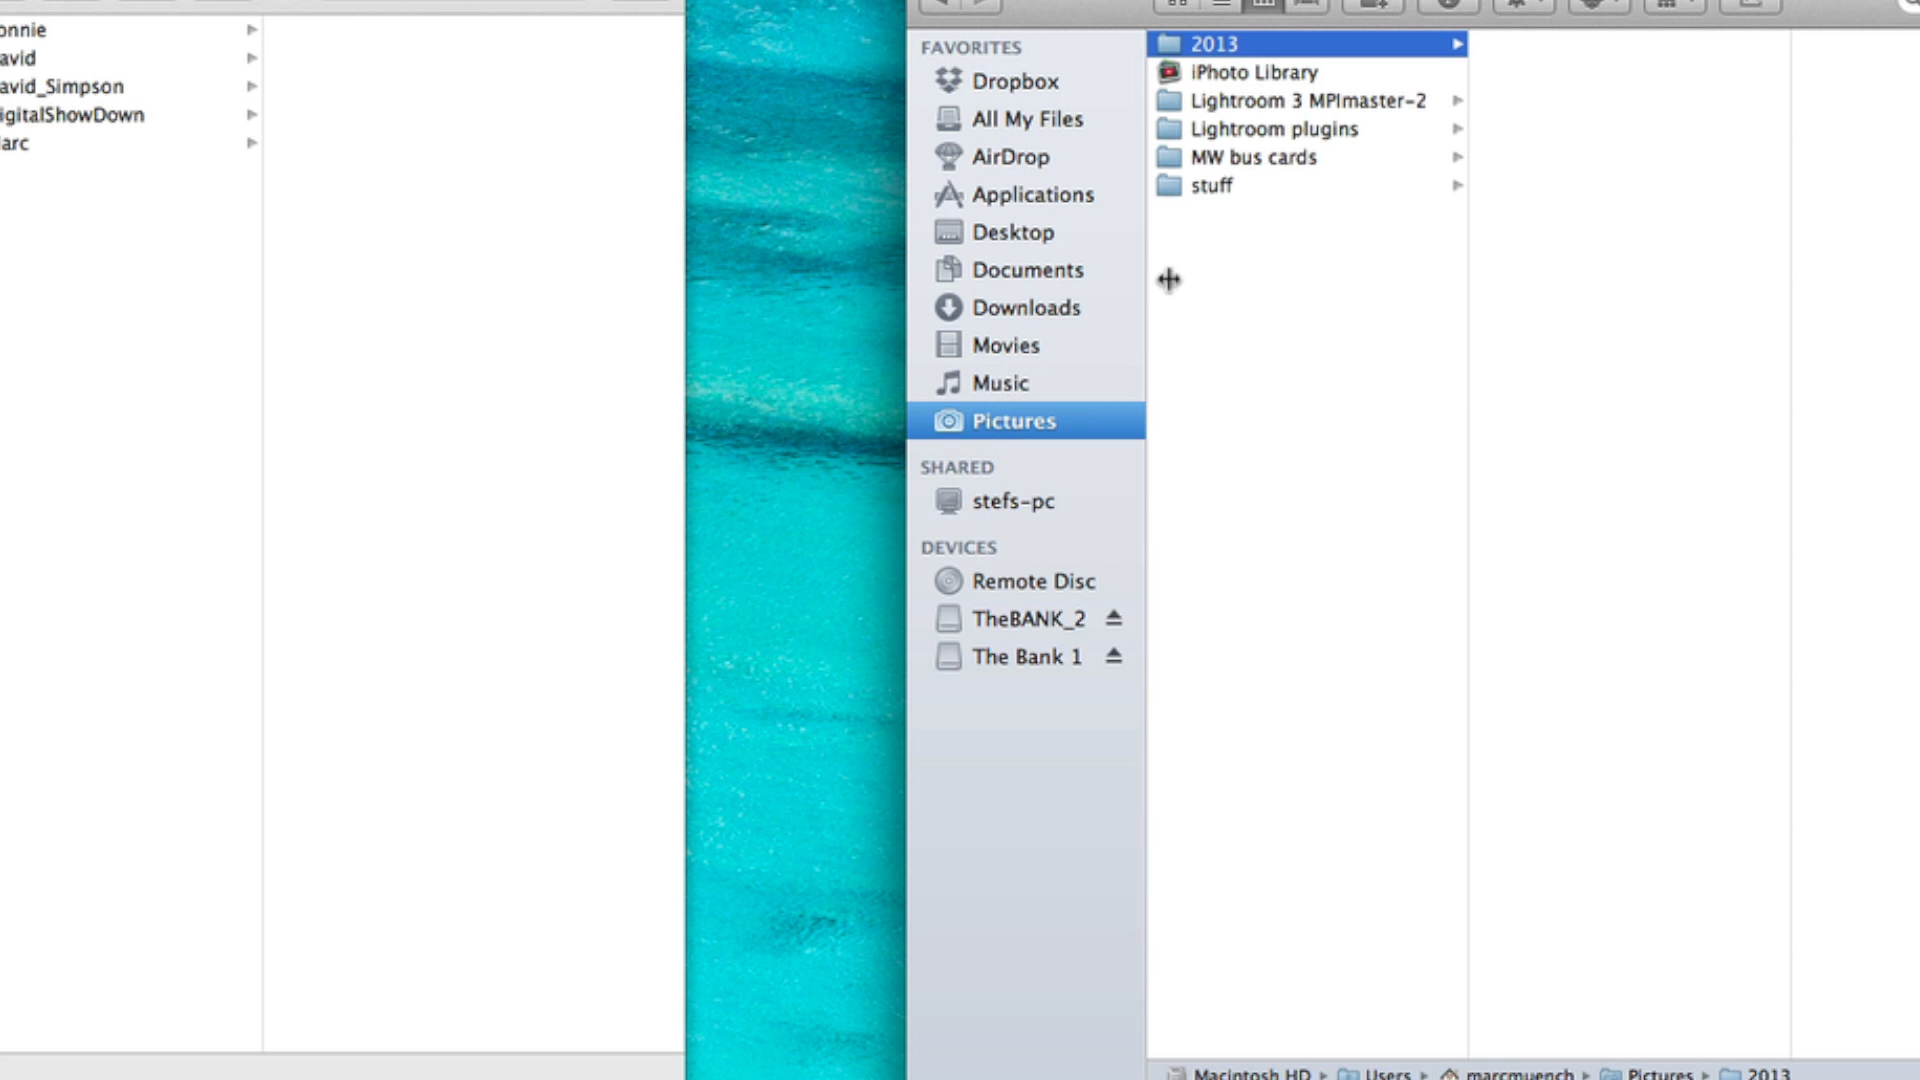 onnie
avid
avid_Simpson
igitalShowDown
arc
FAVORITES
Dropbox
All My Files
AirDrop
Applications
Desktop
Documents
Downloads
Movies
Music
Pictures
SHARED
stefs-pc
DEVICES
Remote Disc
TheBANK_2
The Bank 1
2013
iPhoto Library
Lightroom 3 MPImaster-2
Lightroom plugins
MW bus cards
stuff
Macintosh HD ▸ Users ▸ marcmuench ▸ Pictures ▸ 2013